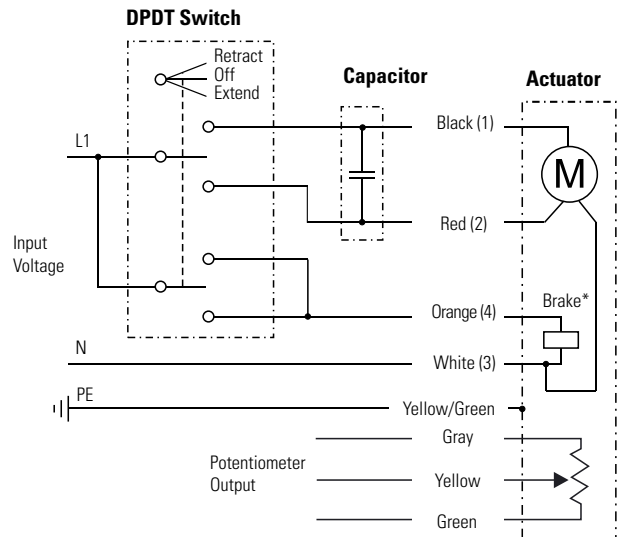 DPDT Switch
Retract
Off
Extend
Capacitor
Actuator
L1
Black (1)
M
Red (2)
Input
Voltage
Brake*
Orange (4)
N
White (3)
PE
Yellow/Green
Gray
Potentiometer
Output
Yellow
Green